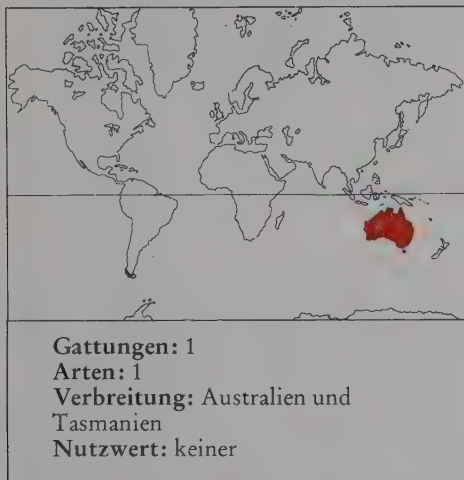 Gattungen: 1
Arten: 1
Verbreitung: Australien und
Tasmanien
Nutzwert: keiner